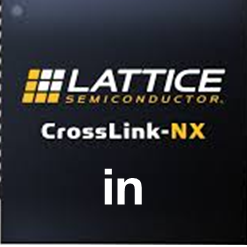 LATTICE
SEMICONDUCTOR.
CrossLink-NX
in